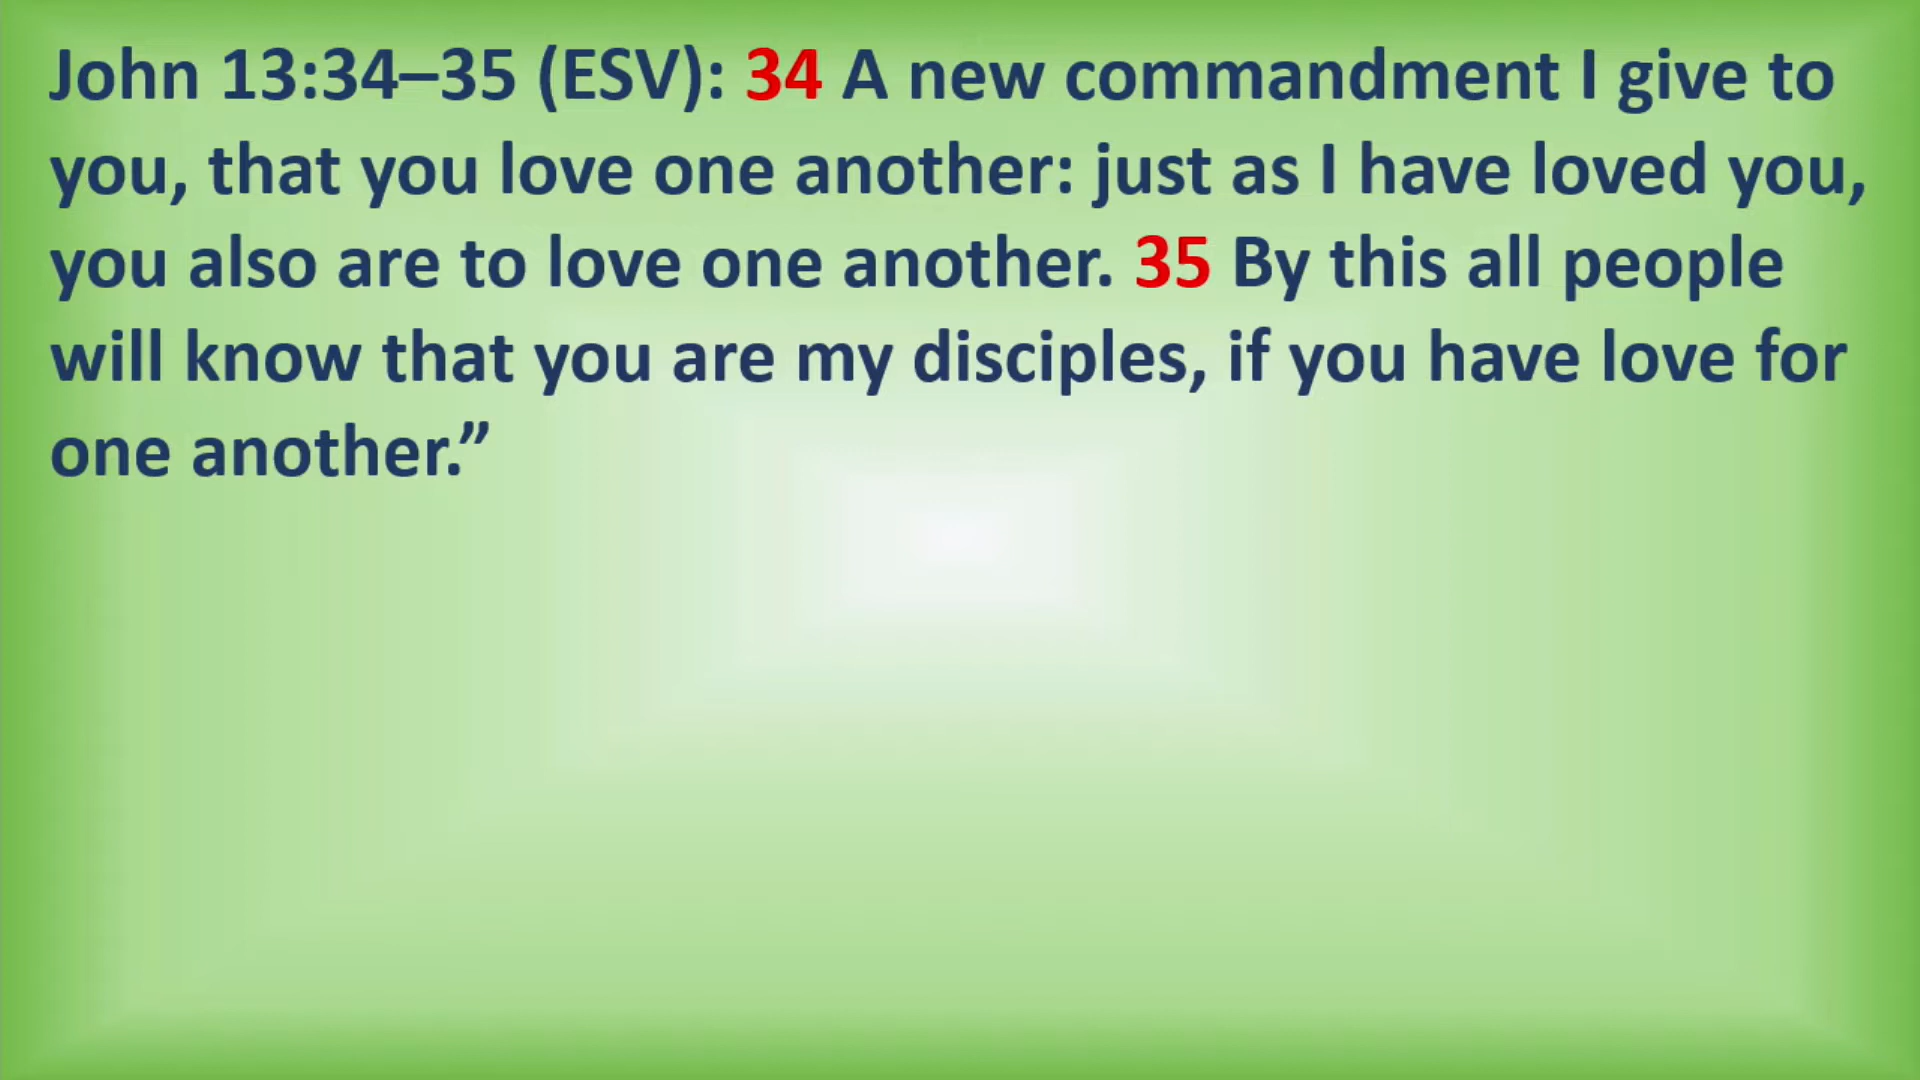 John 13:34–35 (ESV): 34 A new commandment I give to
you, that you love one another: just as I have loved you,
you also are to love one another. 35 By this all people
will know that you are my disciples, if you have love for
one another.”